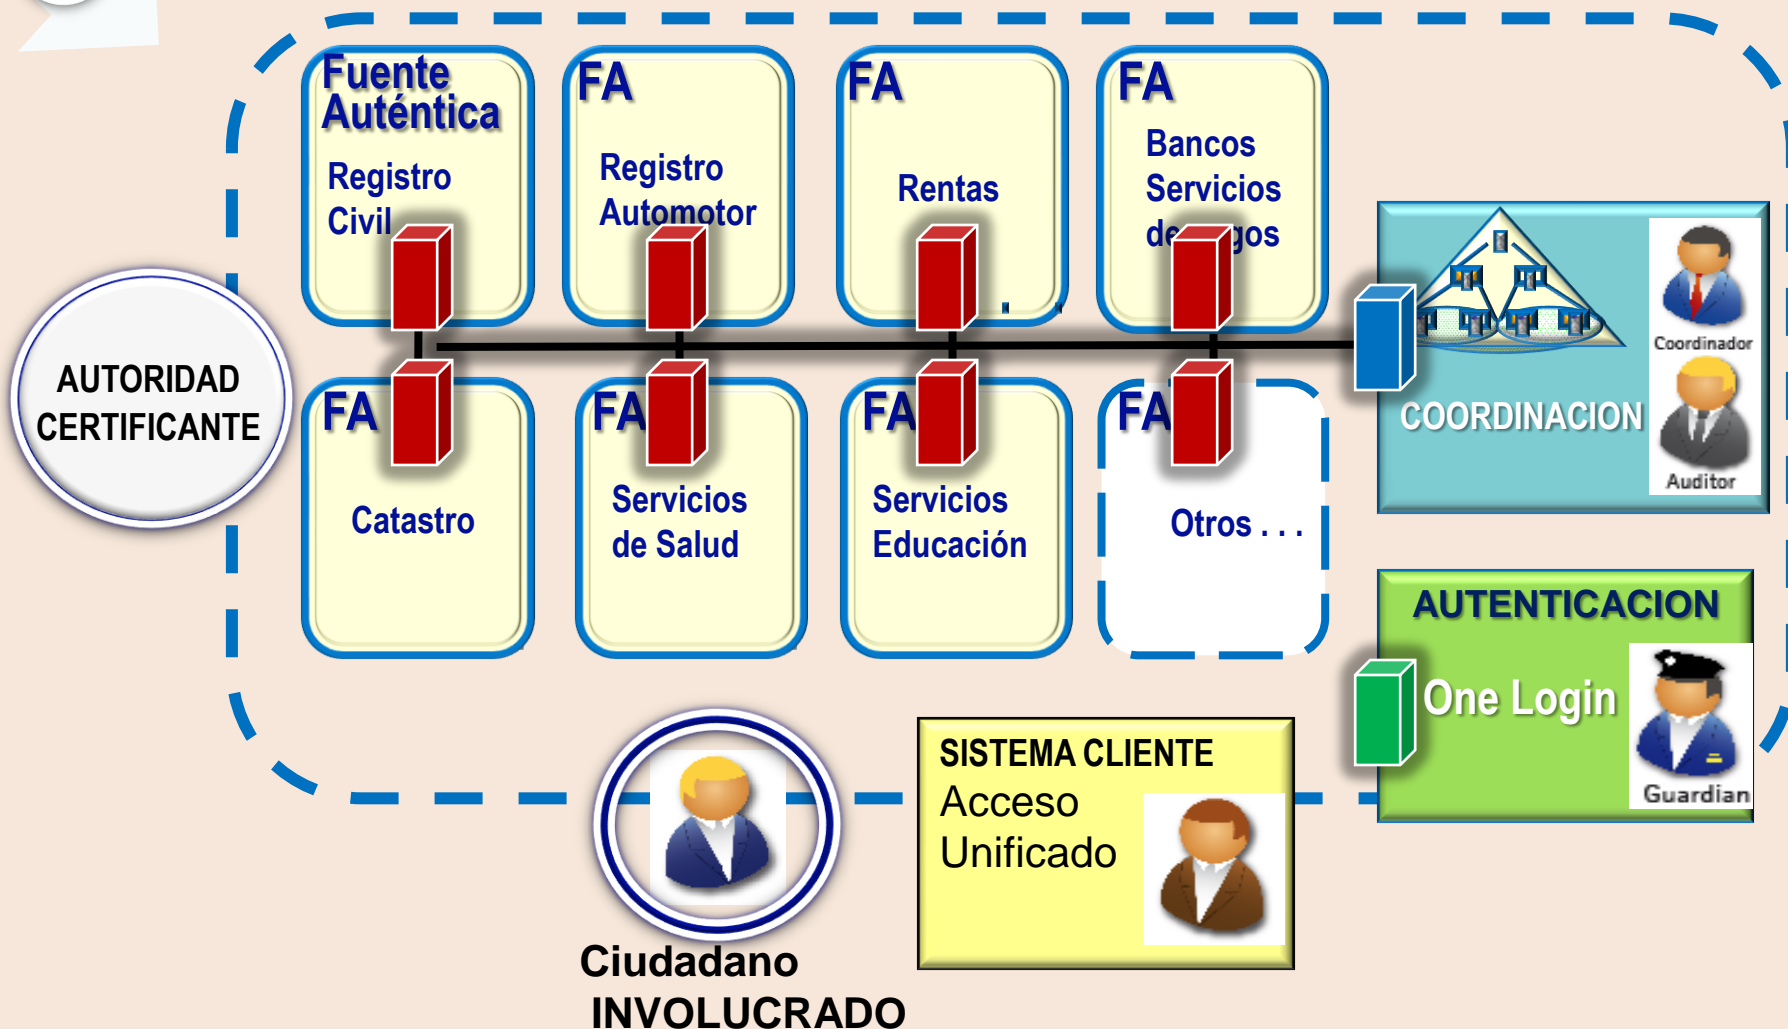 Fuente
Auténtica
Registro
Civil
FA
Registro
Automotor
FA
Rentas
FA
Bancos
Servicios
AUTORIDAD
CERTIFICANTE
FA
Catastro
FA
Servicios
de Salud
FA
Servicios
Educación
FA
Otros . . .
Coordinador
COORDINACION
Auditor
AUTENTICACION
One Login
Guardian
SISTEMA CLIENTE
Acceso
Unificado
Ciudadano
INVOLUCRADO